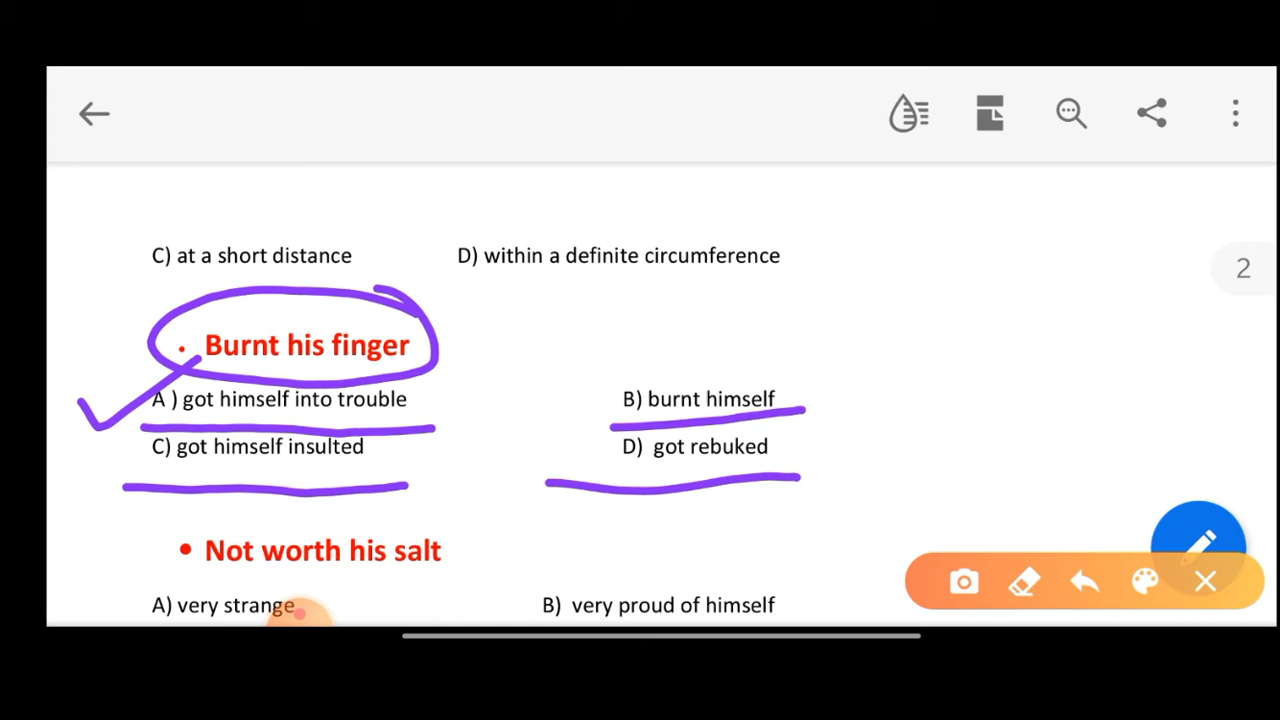 C) at a short distance D) within a definite circumference
2
• Burnt his finger
A ) got himself into trouble B) burnt himself
C) got himself insulted D) got rebuked
• Not worth his salt
A) very strange B) very proud of himself